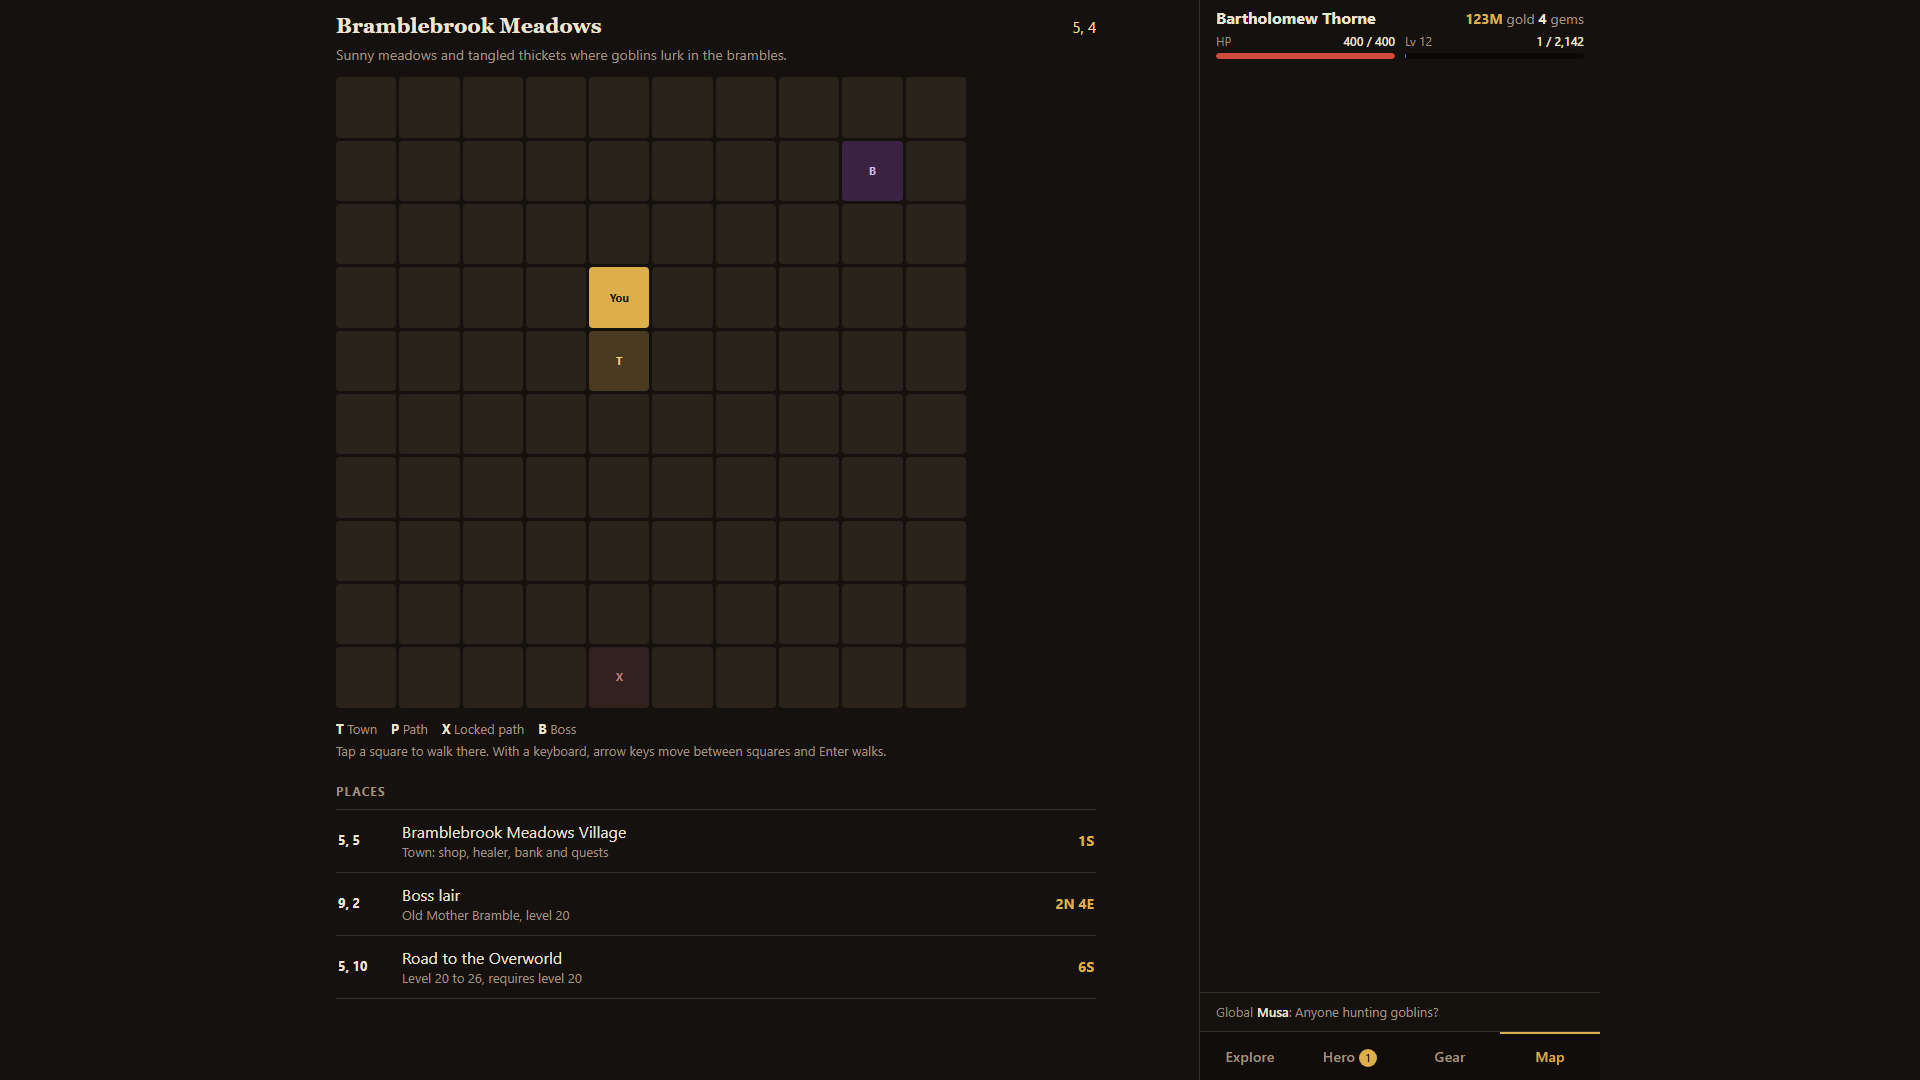 Bramblebrook Meadows
5, 4
Sunny meadows and tangled thickets where goblins lurk in the brambles.
B
You
T
X
T Town P Path X Locked path B Boss
Tap a square to walk there. With a keyboard, arrow keys move between squares and Enter walks.
PLACES
5, 5
Bramblebrook Meadows Village
Town: shop, healer, bank and quests
1S
9, 2
Boss lair
Old Mother Bramble, level 20
2N 4E
5, 10
Road to the Overworld
Level 20 to 26, requires level 20
6S
Bartholomew Thorne
123M gold 4 gems
HP 400 / 400 Lv 12 1 / 2,142
Global Musa: Anyone hunting goblins?
Explore Hero 1 Gear Map